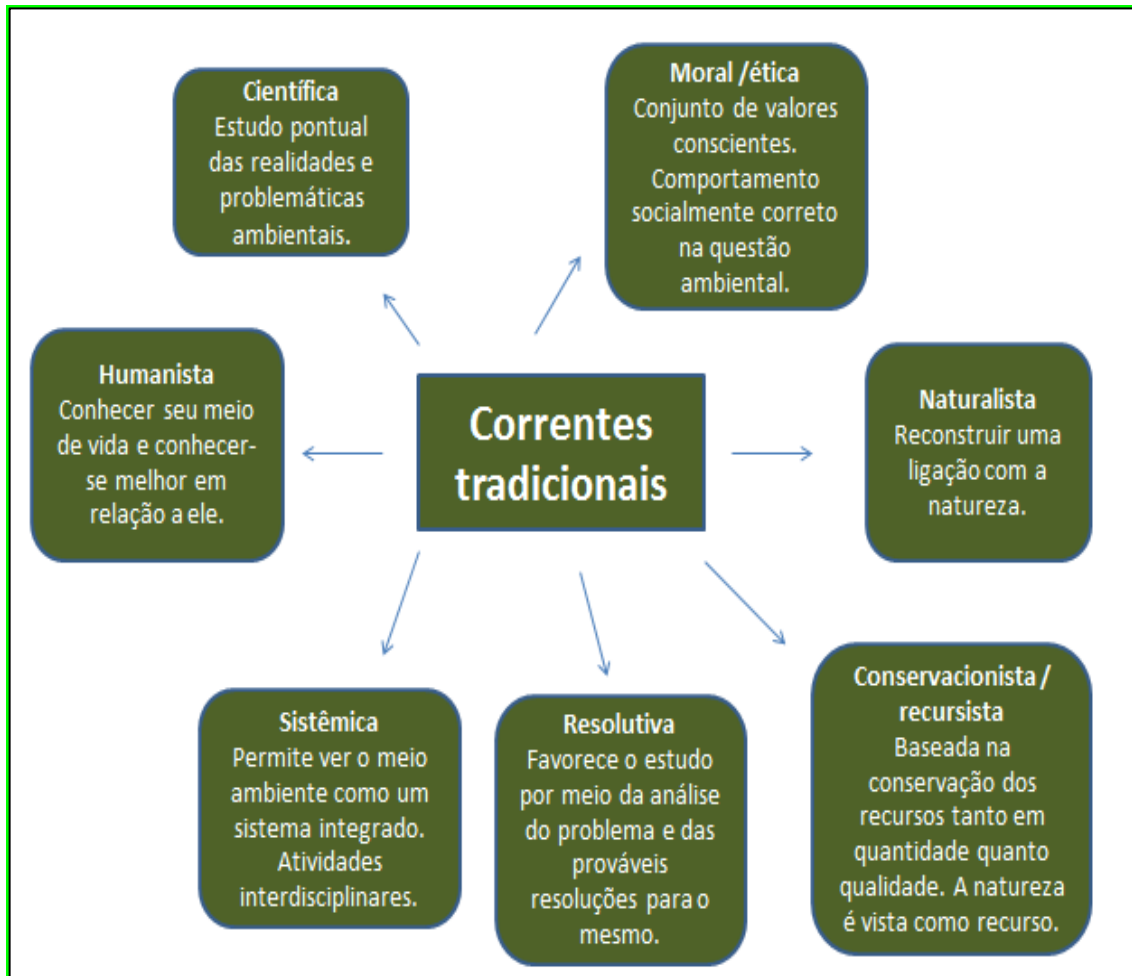 Científica
Estudo pontual
das realidades e
problemáticas
ambientais.
Moral /ética
Conjunto de valores
conscientes.
Comportamento
socialmente correto
na questão
ambiental.
Humanista
Conhecer seu meio
de vida e conhecer-
se melhor em
relação a ele.
Correntes
tradicionais
Naturalista
Reconstruir uma
ligação com a
natureza.
Sistêmica
Permite ver o meio
ambiente como um
sistema integrado.
Atividades
interdisciplinares.
Resolutiva
Favorece o estudo
por meio da análise
do problema e das
prováveis
resoluções para o
mesmo.
Conservacionista /
recursista
Baseada na
conservação dos
recursos tanto em
quantidade quanto
qualidade. A natureza
é vista como recurso.